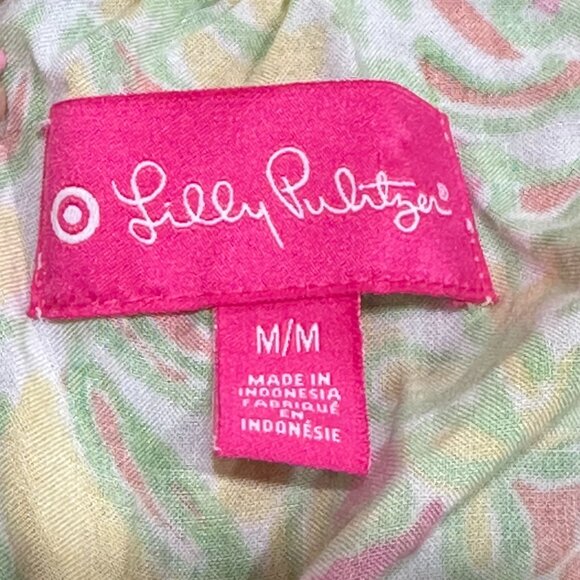 Lilly Pulitzer®
M/M
MADE IN
INDONESIA
FABRIQUÉ
EN
INDONÉSIE